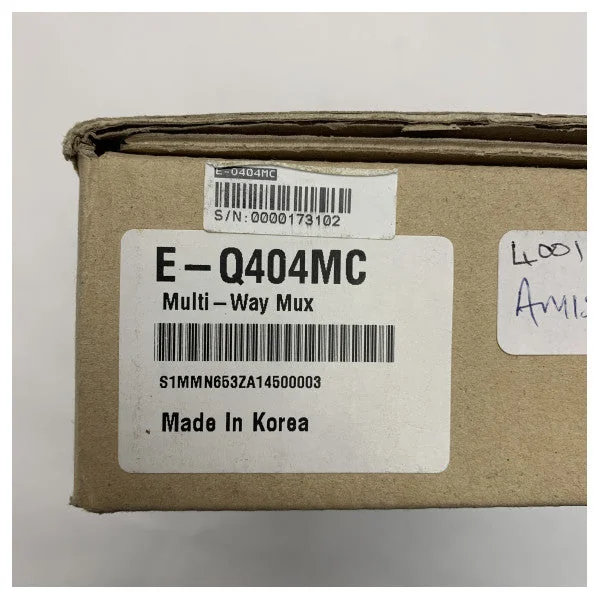 E-Q404MC
S/N:0000173102
E-Q404MC
Multi-Way Mux
S1MMN653ZA14500003
Made In Korea
4001